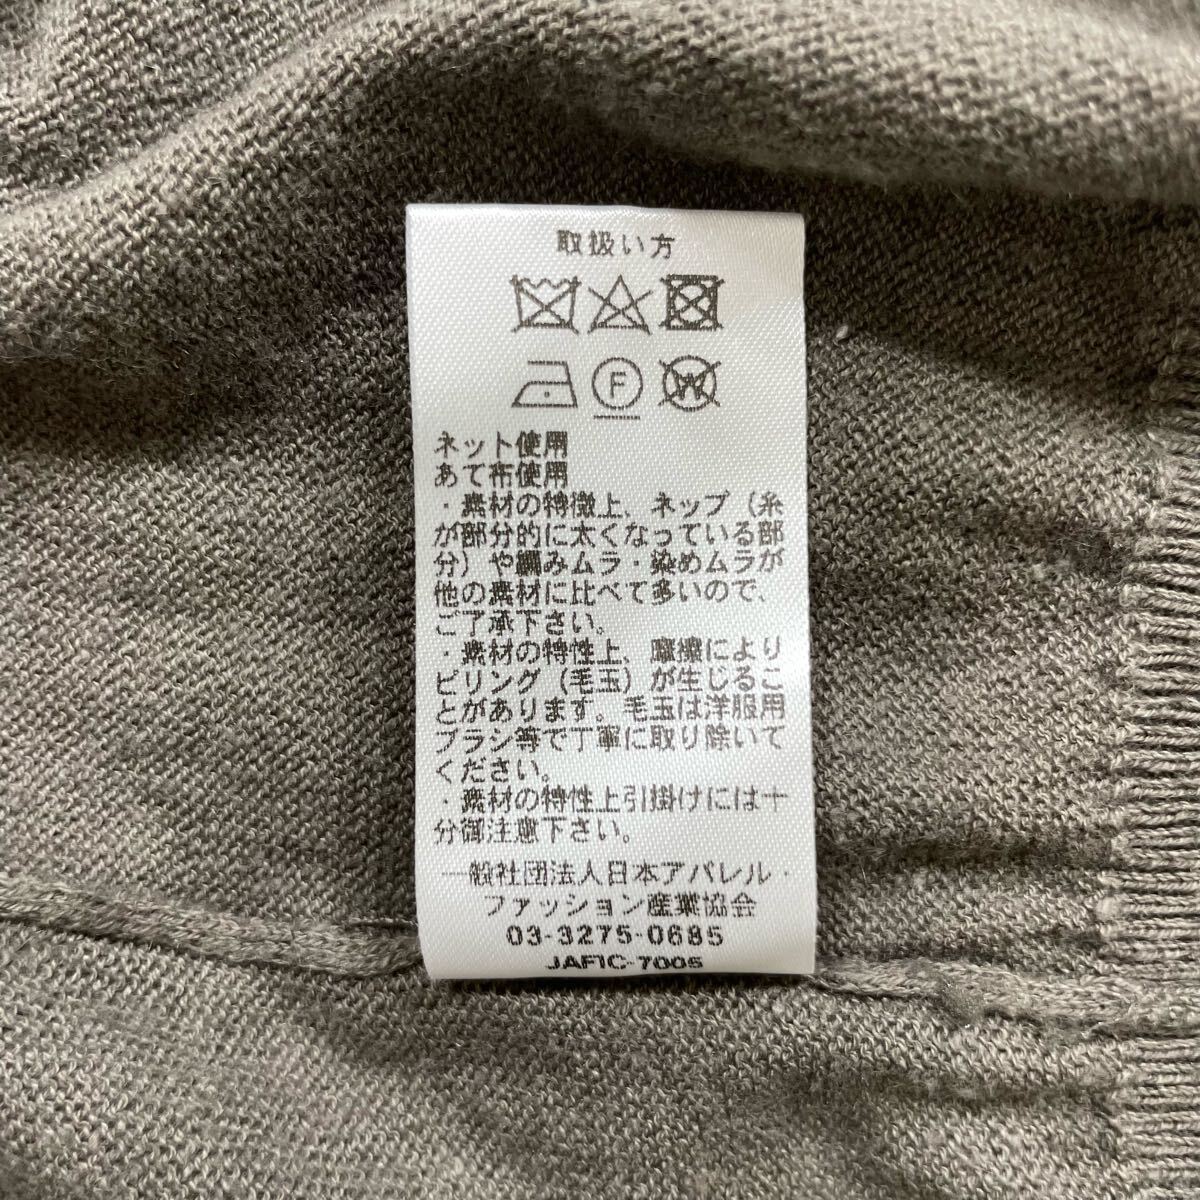 取扱い方
F
W
ネット使用
あて布使用
・素材の特徴上、ネップ（糸
が部分的に太くなっている部
分）や編みムラ・染めムラが
他の素材に比べて多いので、
ご了承下さい。
・素材の特性上、摩擦により
ピリング（毛玉）が生じるこ
とがあります。毛玉は洋服用
ブラシ等で丁寧に取り除いて
ください。
・素材の特性上引掛けには十
分御注意下さい。
一般社団法人日本アパレル・
ファッション産業協会
03-3275-0685
JAFIC-7006